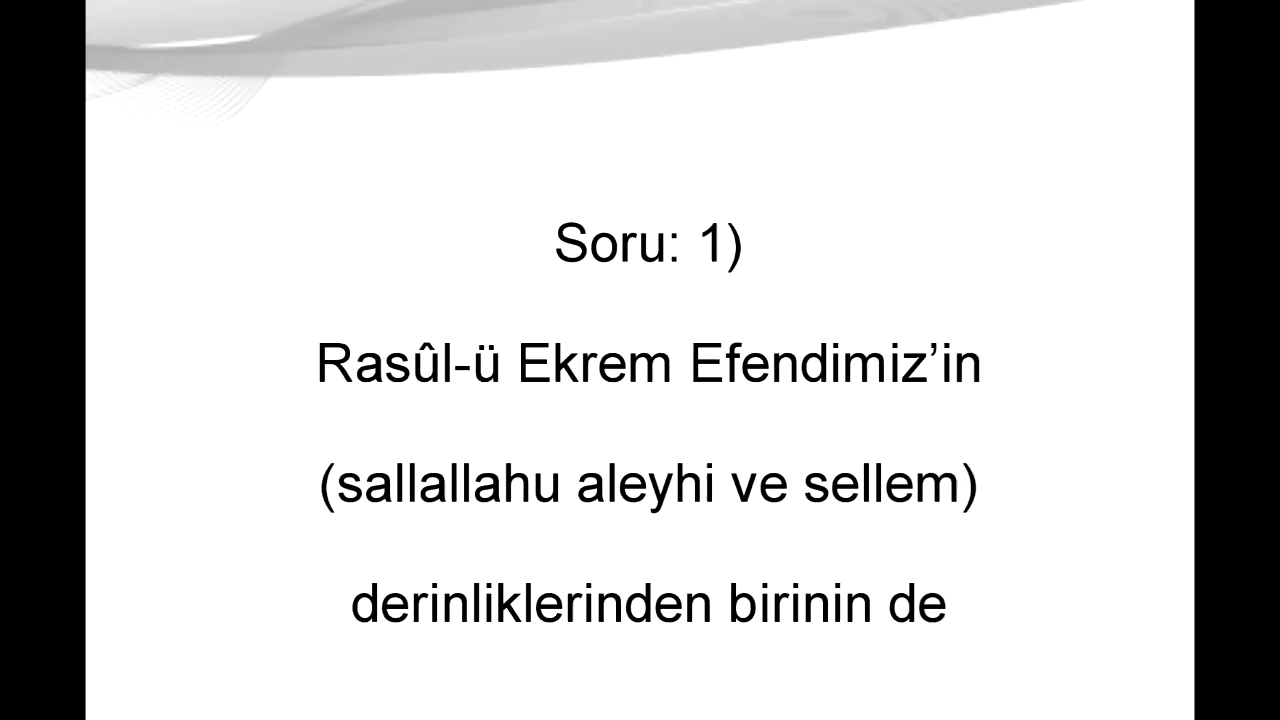 Soru: 1)
Rasûl-ü Ekrem Efendimiz’in
(sallallahu aleyhi ve sellem)
derinliklerinden birinin de